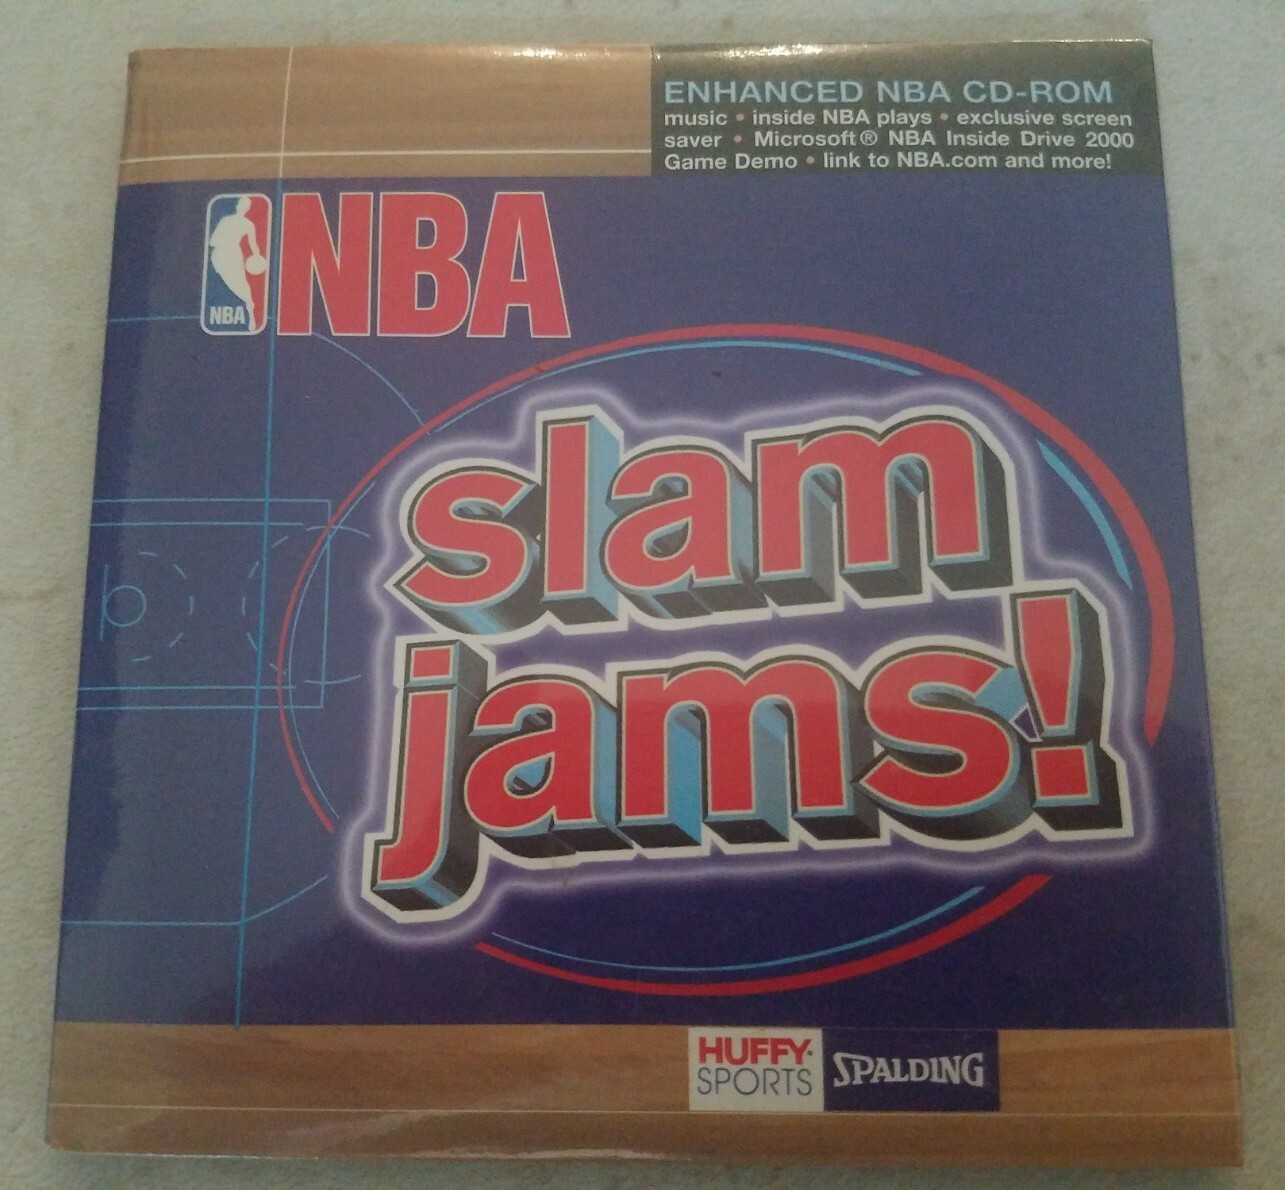 ENHANCED NBA CD-ROM
music • inside NBA plays • exclusive screen
saver • Microsoft® NBA Inside Drive 2000
Game Demo • link to NBA.com and more!
NBA
NBA
slam
jams!
HUFFY
SPORTS
SPALDING